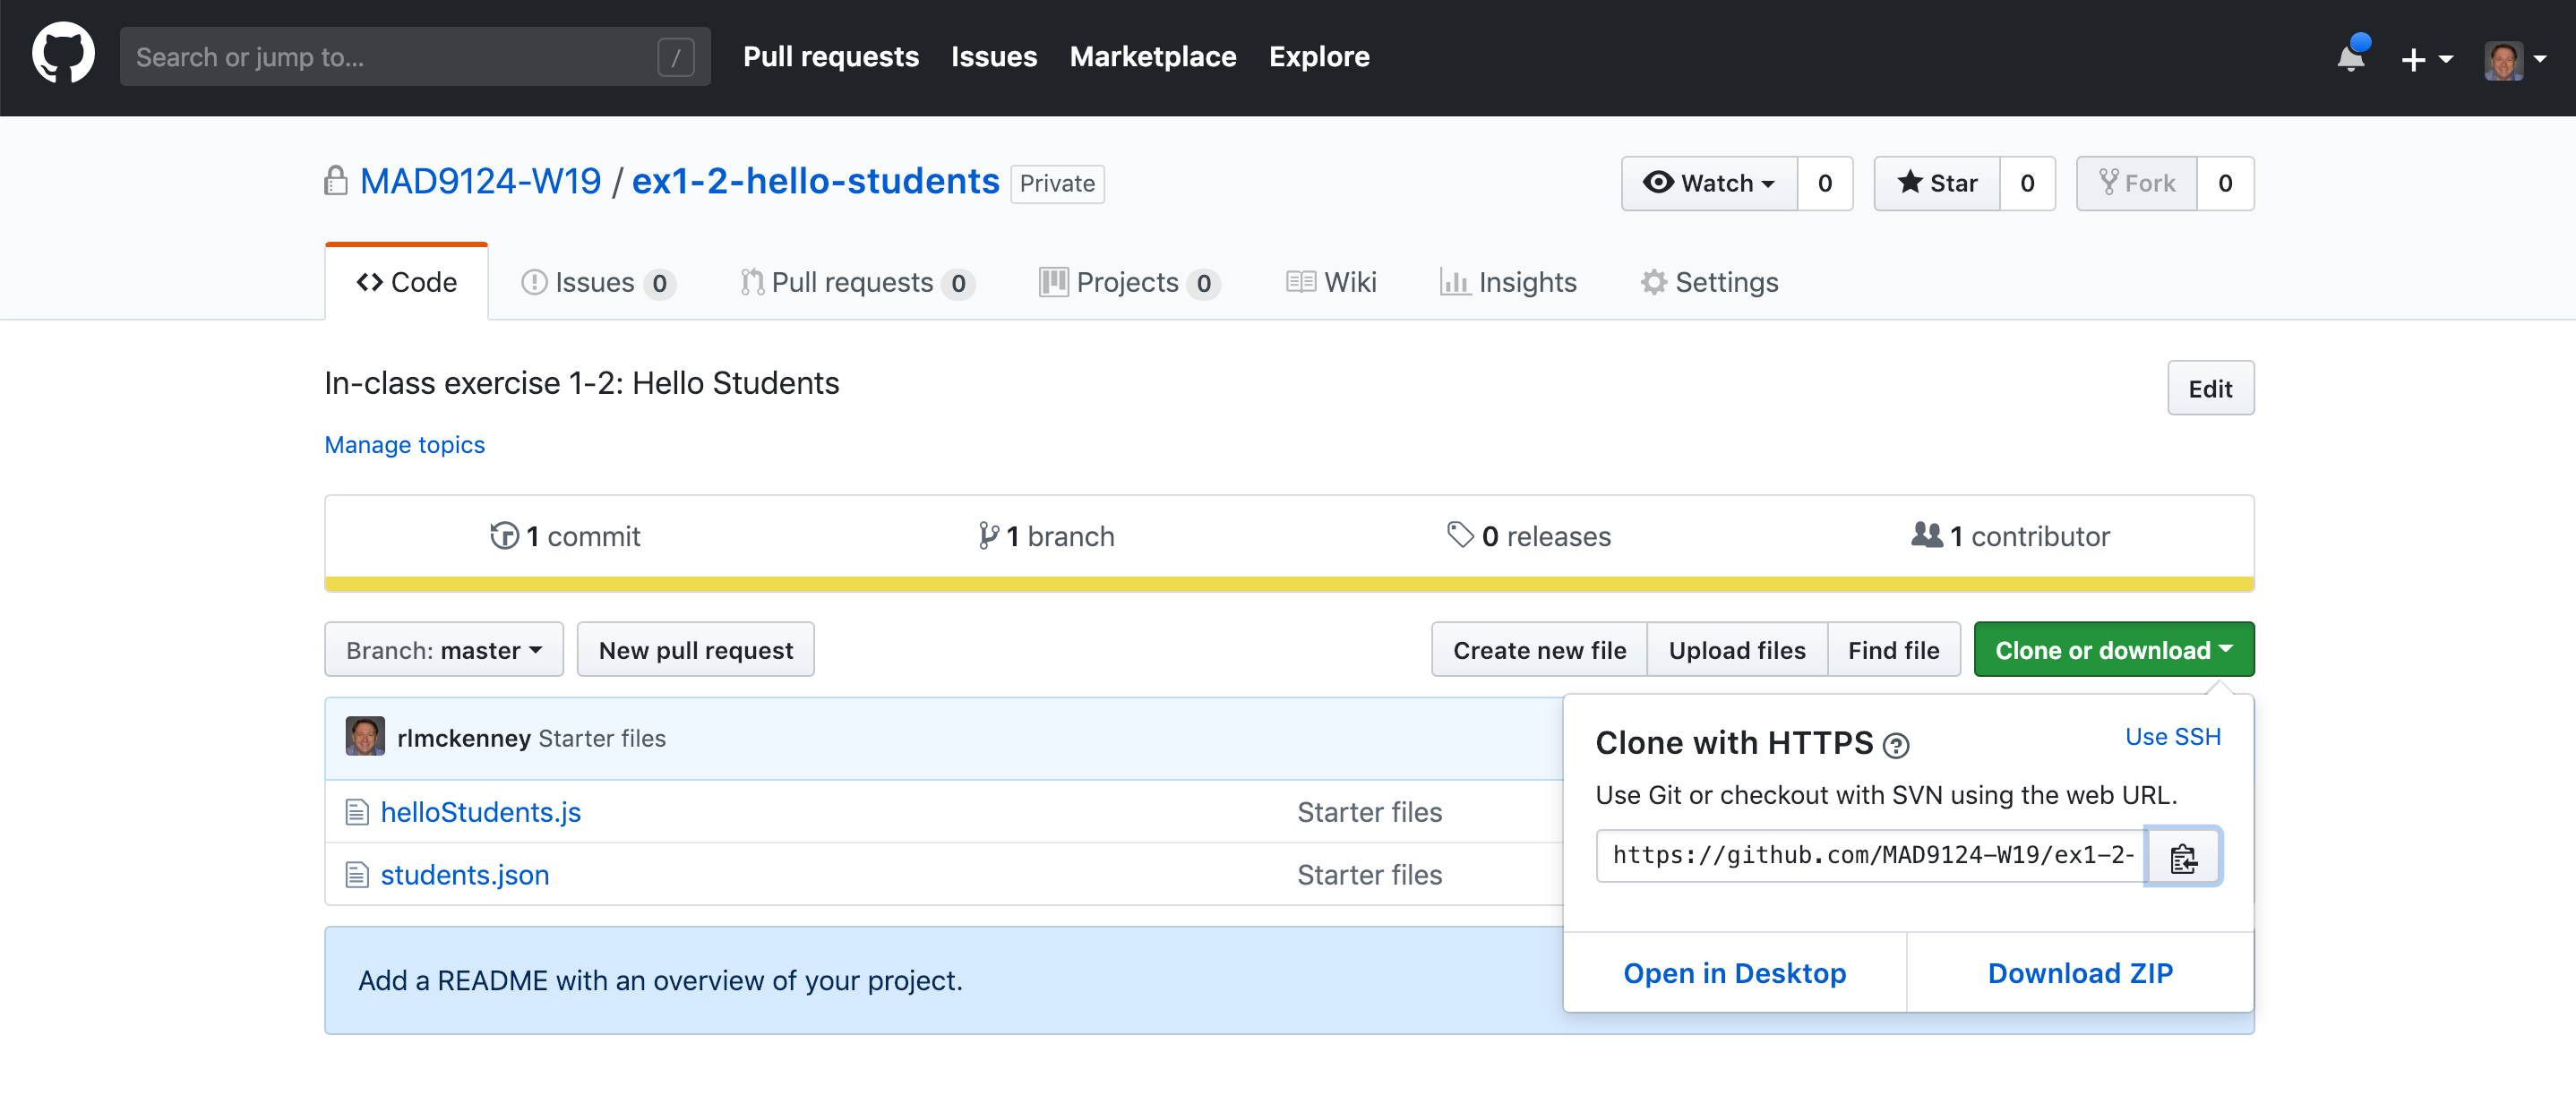 Search or jump to... / Pull requests Issues Marketplace Explore
MAD9124-W19 / ex1-2-hello-students Private Watch 0 Star 0 Fork 0
Code Issues 0 Pull requests 0 Projects 0 Wiki Insights Settings
In-class exercise 1-2: Hello Students Edit
Manage topics
1 commit 1 branch 0 releases 1 contributor
Branch: master New pull request Create new file Upload files Find file Clone or download
rlmckenney Starter files
helloStudents.js Starter files
students.json Starter files
Add a README with an overview of your project.
Clone with HTTPS ? Use SSH
Use Git or checkout with SVN using the web URL.
https://github.com/MAD9124-W19/ex1-2-
Open in Desktop Download ZIP